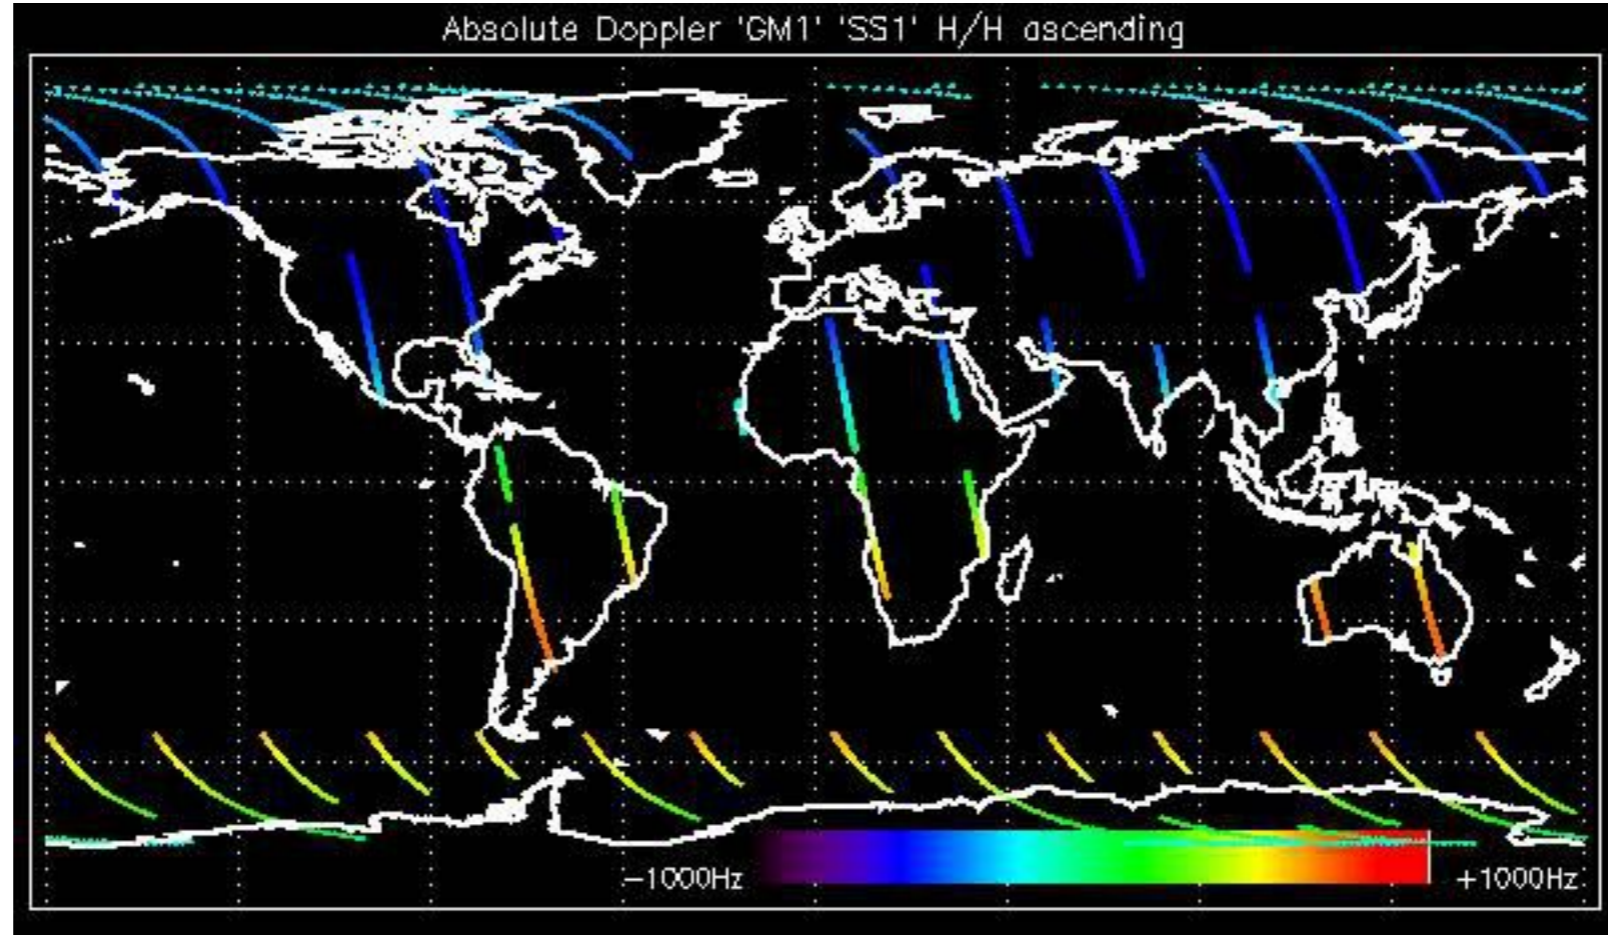 Absolute Doppler 'GM1' 'SS1' H/H ascending
−1000Hz +1000Hz